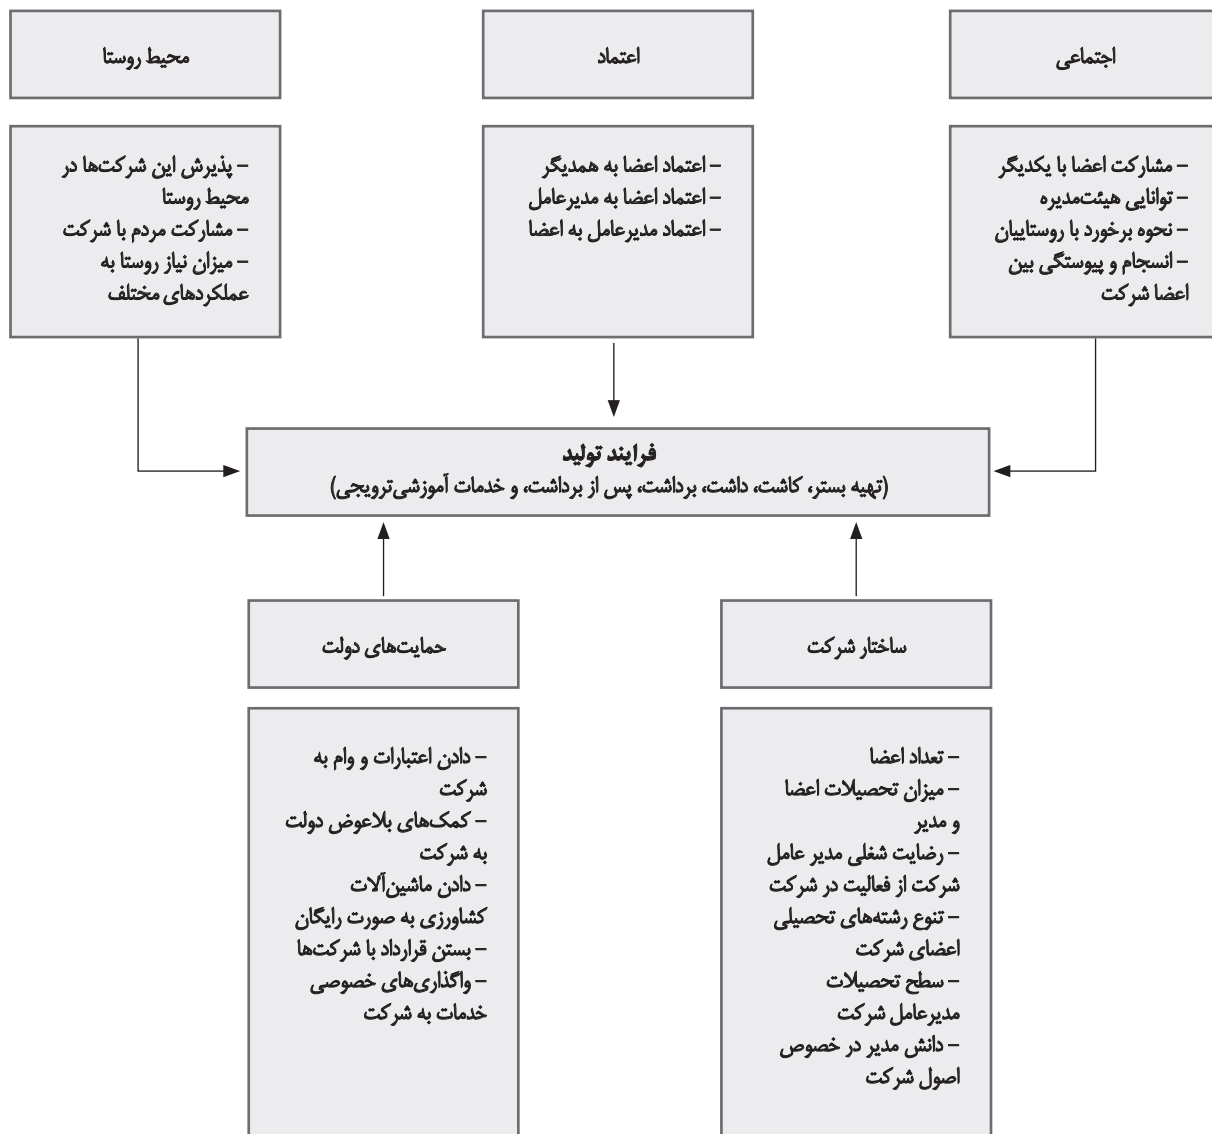 اجتماعی
– مشارکت اعضا با یکدیگر
– توانایی هیئت‌مدیره
– نحوه برخورد با روستاییان
– انسجام و پیوستگی بین
اعضا شرکت
اعتماد
– اعتماد اعضا به همدیگر
– اعتماد اعضا به مدیرعامل
– اعتماد مدیرعامل به اعضا
محیط روستا
– پذیرش این شرکت‌ها در
محیط روستا
– مشارکت مردم با شرکت
– میزان نیاز روستا به
عملکردهای مختلف
فرایند تولید
(تهیه بستر، کاشت، داشت، برداشت، پس از برداشت، و خدمات آموزشی‌ترویجی)
ساختار شرکت
– تعداد اعضا
– میزان تحصیلات اعضا
و مدیر
– رضایت شغلی مدیر عامل
شرکت از فعالیت در شرکت
– تنوع رشته‌های تحصیلی
اعضای شرکت
– سطح تحصیلات
مدیرعامل شرکت
– دانش مدیر در خصوص
اصول شرکت
حمایت‌های دولت
– دادن اعتبارات و وام به
شرکت
– کمک‌های بلاعوض دولت
به شرکت
– دادن ماشین‌آلات
کشاورزی به صورت رایگان
– بستن قرارداد با شرکت‌ها
– واگذاری‌های خصوصی
خدمات به شرکت